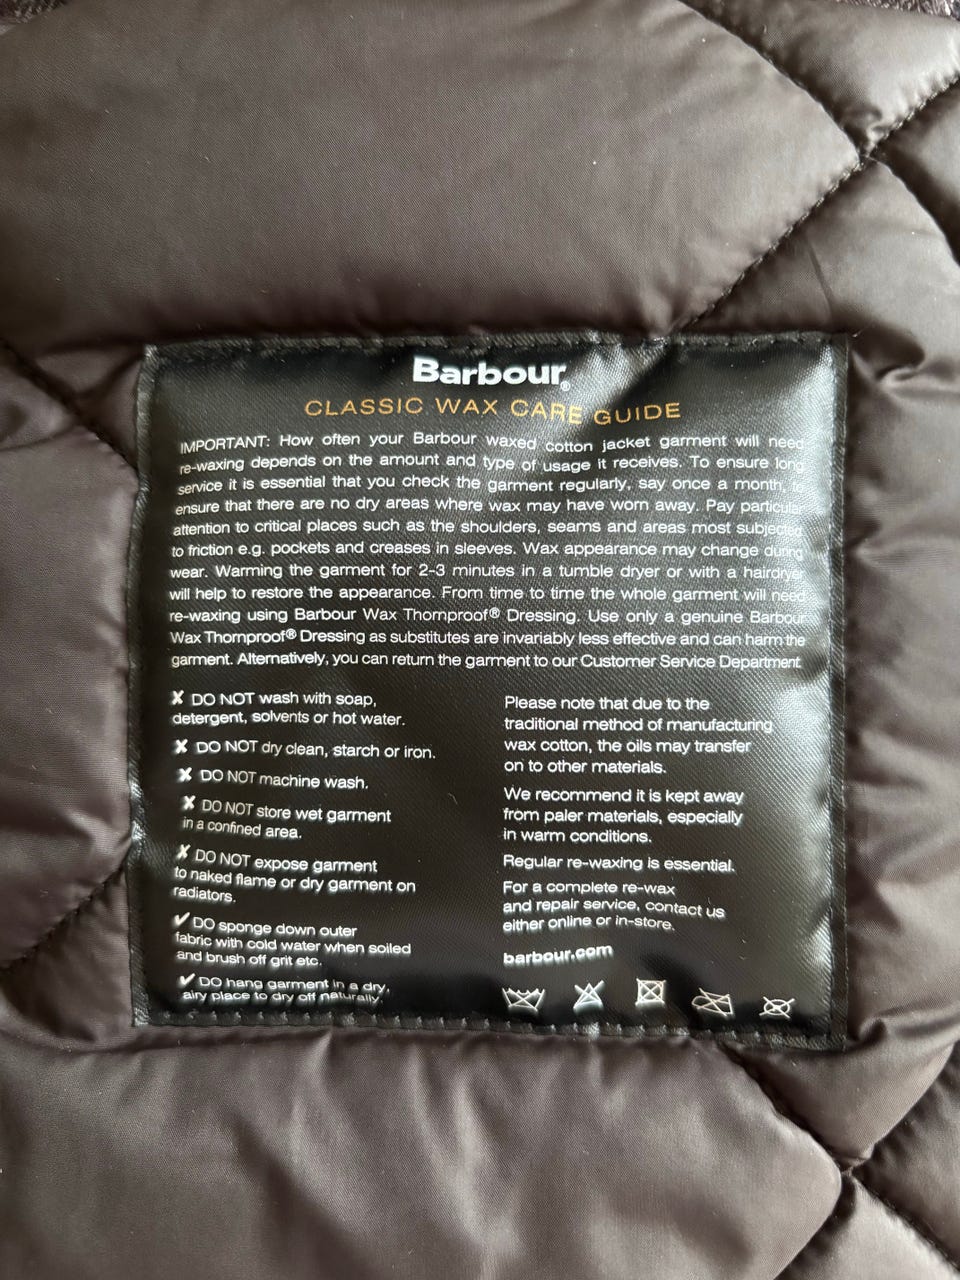 Barbour®
CLASSIC WAX CARE GUIDE
IMPORTANT: How often your Barbour waxed cotton jacket garment will need
re-waxing depends on the amount and type of usage it receives. To ensure long
service it is essential that you check the garment regularly, say once a month,
ensure that there are no dry areas where wax may have worn away. Pay particular
attention to critical places such as the shoulders, seams and areas most subjected
to friction e.g. pockets and creases in sleeves. Wax appearance may change during
wear. Warming the garment for 2-3 minutes in a tumble dryer or with a hairdryer
will help to restore the appearance. From time to time the whole garment will need
re-waxing using Barbour Wax Thornproof® Dressing. Use only a genuine Barbour
Wax Thornproof® Dressing as substitutes are invariably less effective and can harm the
garment. Alternatively, you can return the garment to our Customer Service Department.
✘ DO NOT wash with soap,
detergent, solvents or hot water.
✘ DO NOT dry clean, starch or iron.
✘ DO NOT machine wash.
✘ DO NOT store wet garment
in a confined area.
✘ DO NOT expose garment
to naked flame or dry garment on
radiators.
✔ DO sponge down outer
fabric with cold water when soiled
and brush off grit etc.
✔ DO hang garment in a dry,
airy place to dry off naturally.
Please note that due to the
traditional method of manufacturing
wax cotton, the oils may transfer
on to other materials.
We recommend it is kept away
from paler materials, especially
in warm conditions.
Regular re-waxing is essential.
For a complete re-wax
and repair service, contact us
either online or in-store.
barbour.com